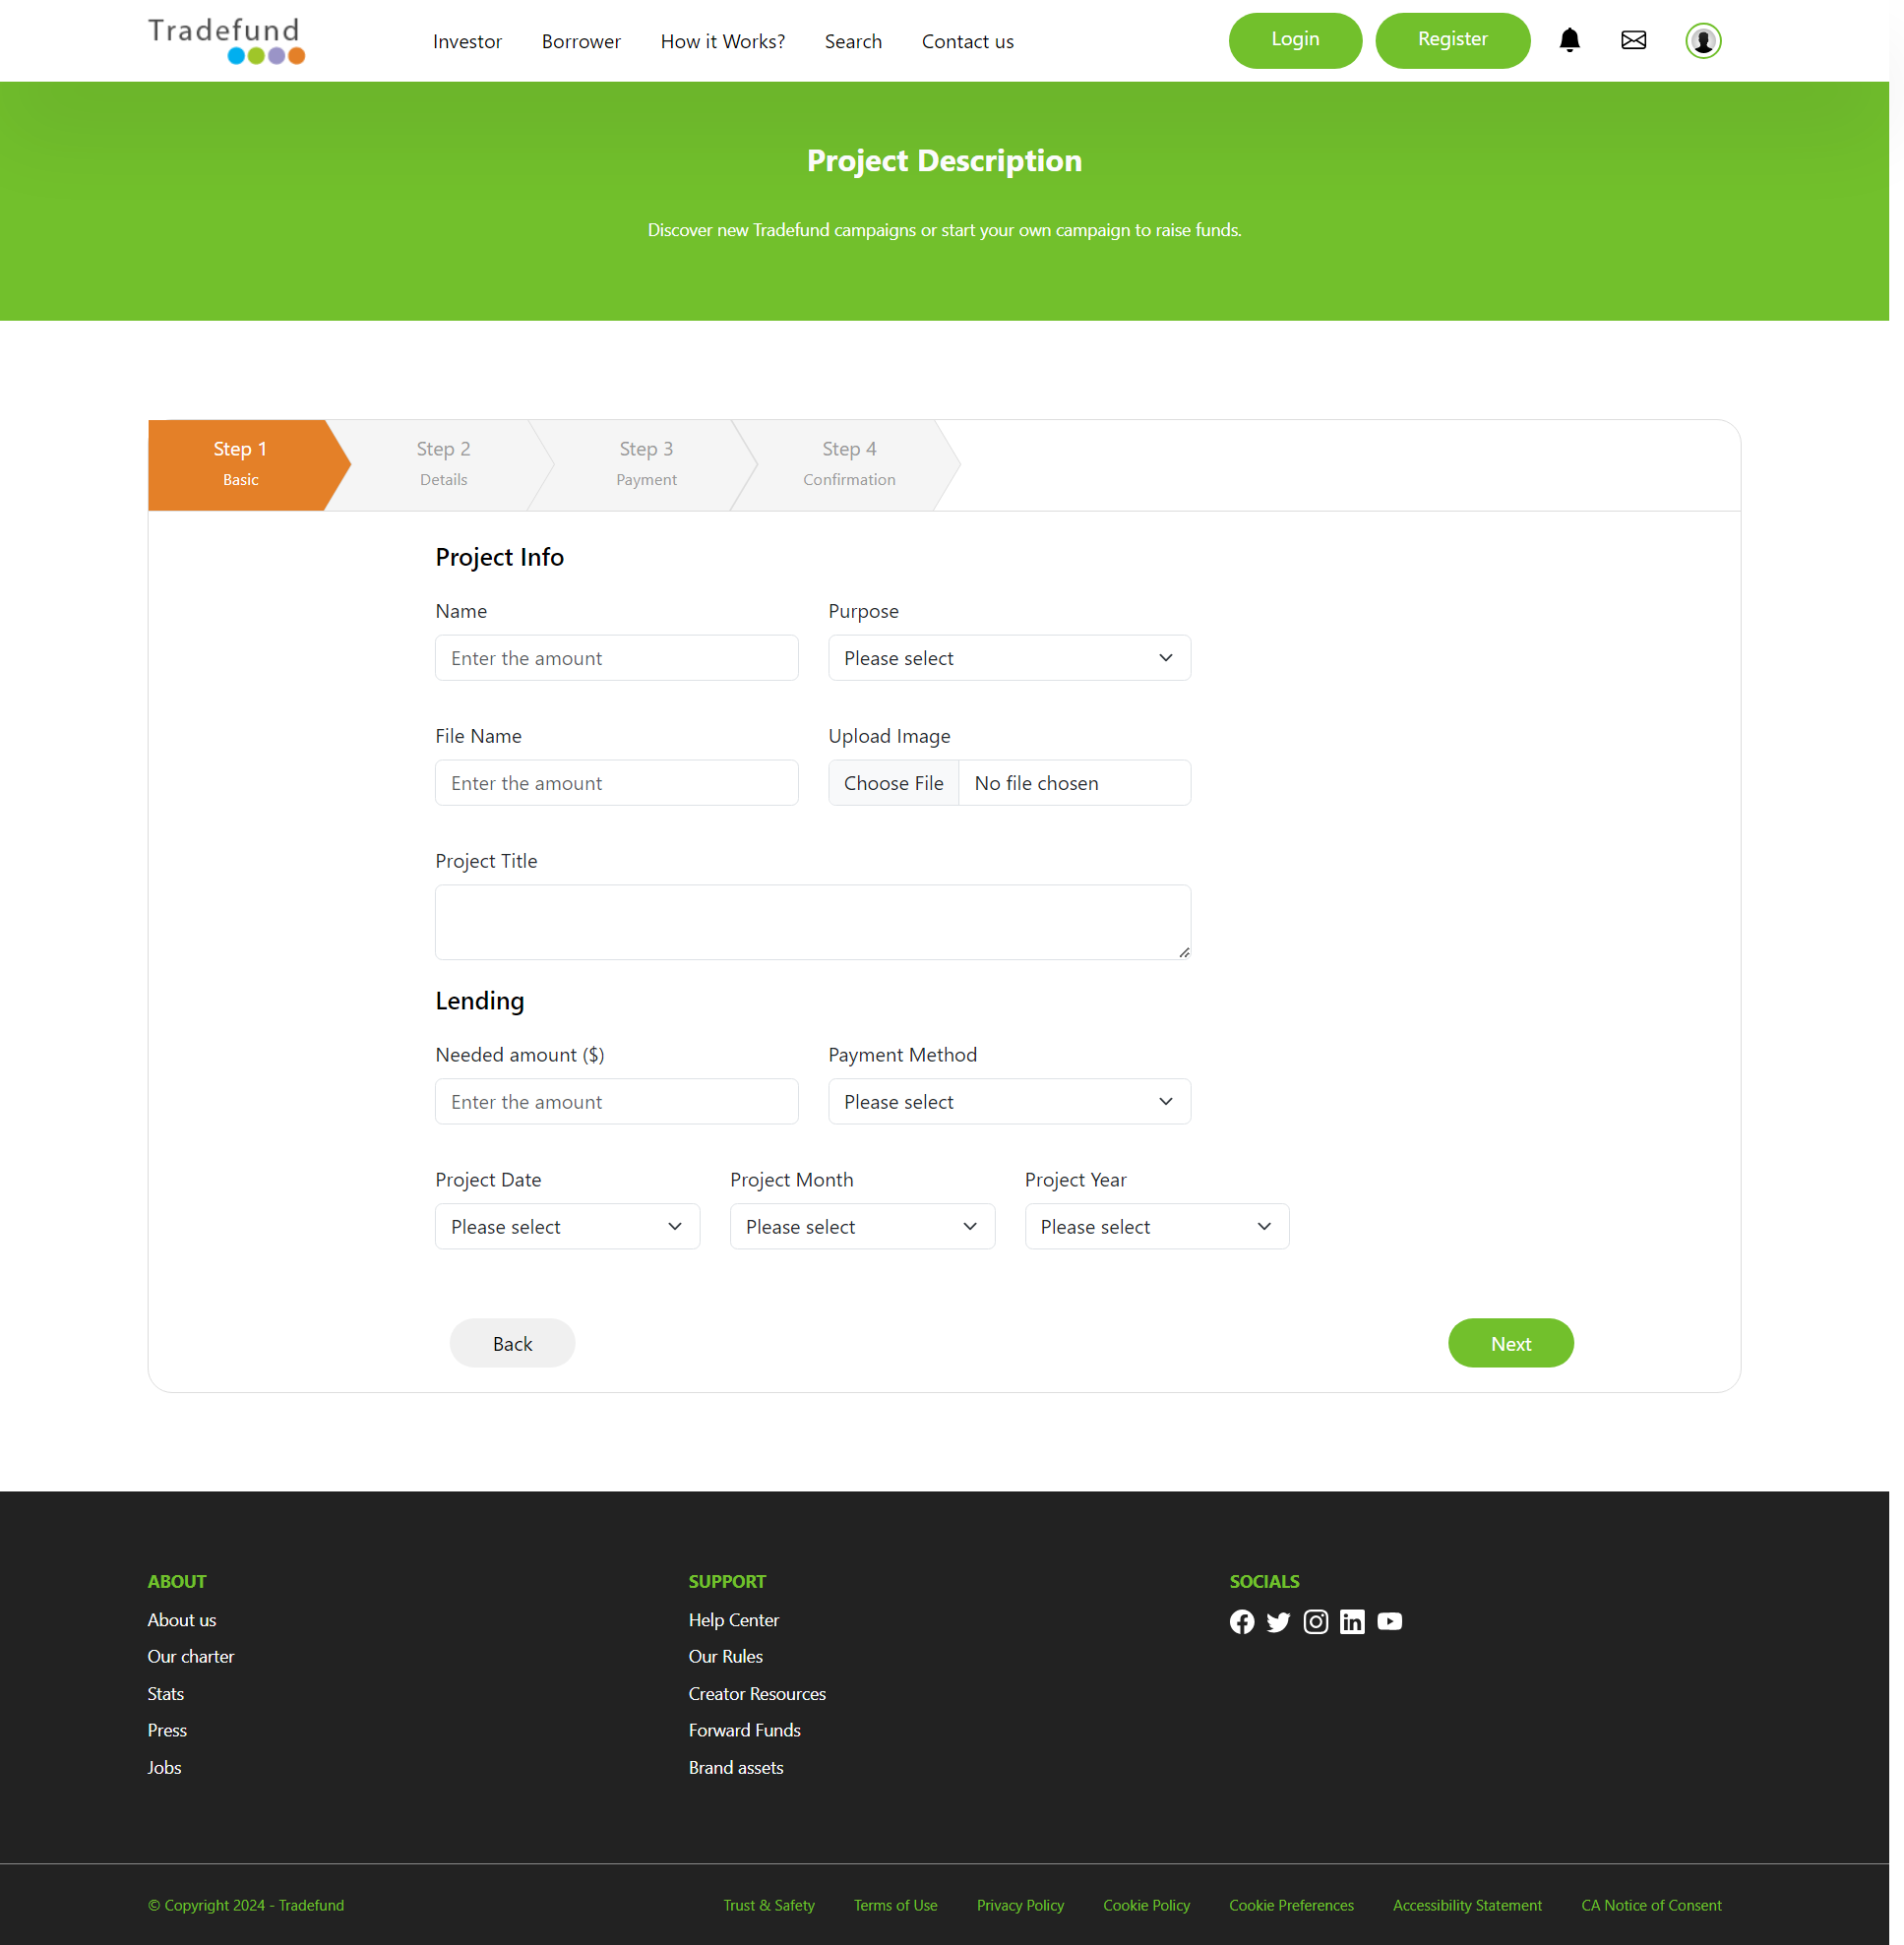 Tradefund
Investor Borrower How it Works? Search Contact us Login Register
Project Description
Discover new Tradefund campaigns or start your own campaign to raise funds.
Step 1 Step 2 Step 3 Step 4
Basic Details Payment Confirmation
Project Info
Name Purpose
Enter the amount Please select
File Name Upload Image
Enter the amount Choose File No file chosen
Project Title
Lending
Needed amount ($) Payment Method
Enter the amount Please select
Project Date Project Month Project Year
Please select Please select Please select
Back Next
ABOUT SUPPORT SOCIALS
About us Help Center
Our charter Our Rules
Stats Creator Resources
Press Forward Funds
Jobs Brand assets
© Copyright 2024 - Tradefund Trust & Safety Terms of Use Privacy Policy Cookie Policy Cookie Preferences Accessibility Statement CA Notice of Consent